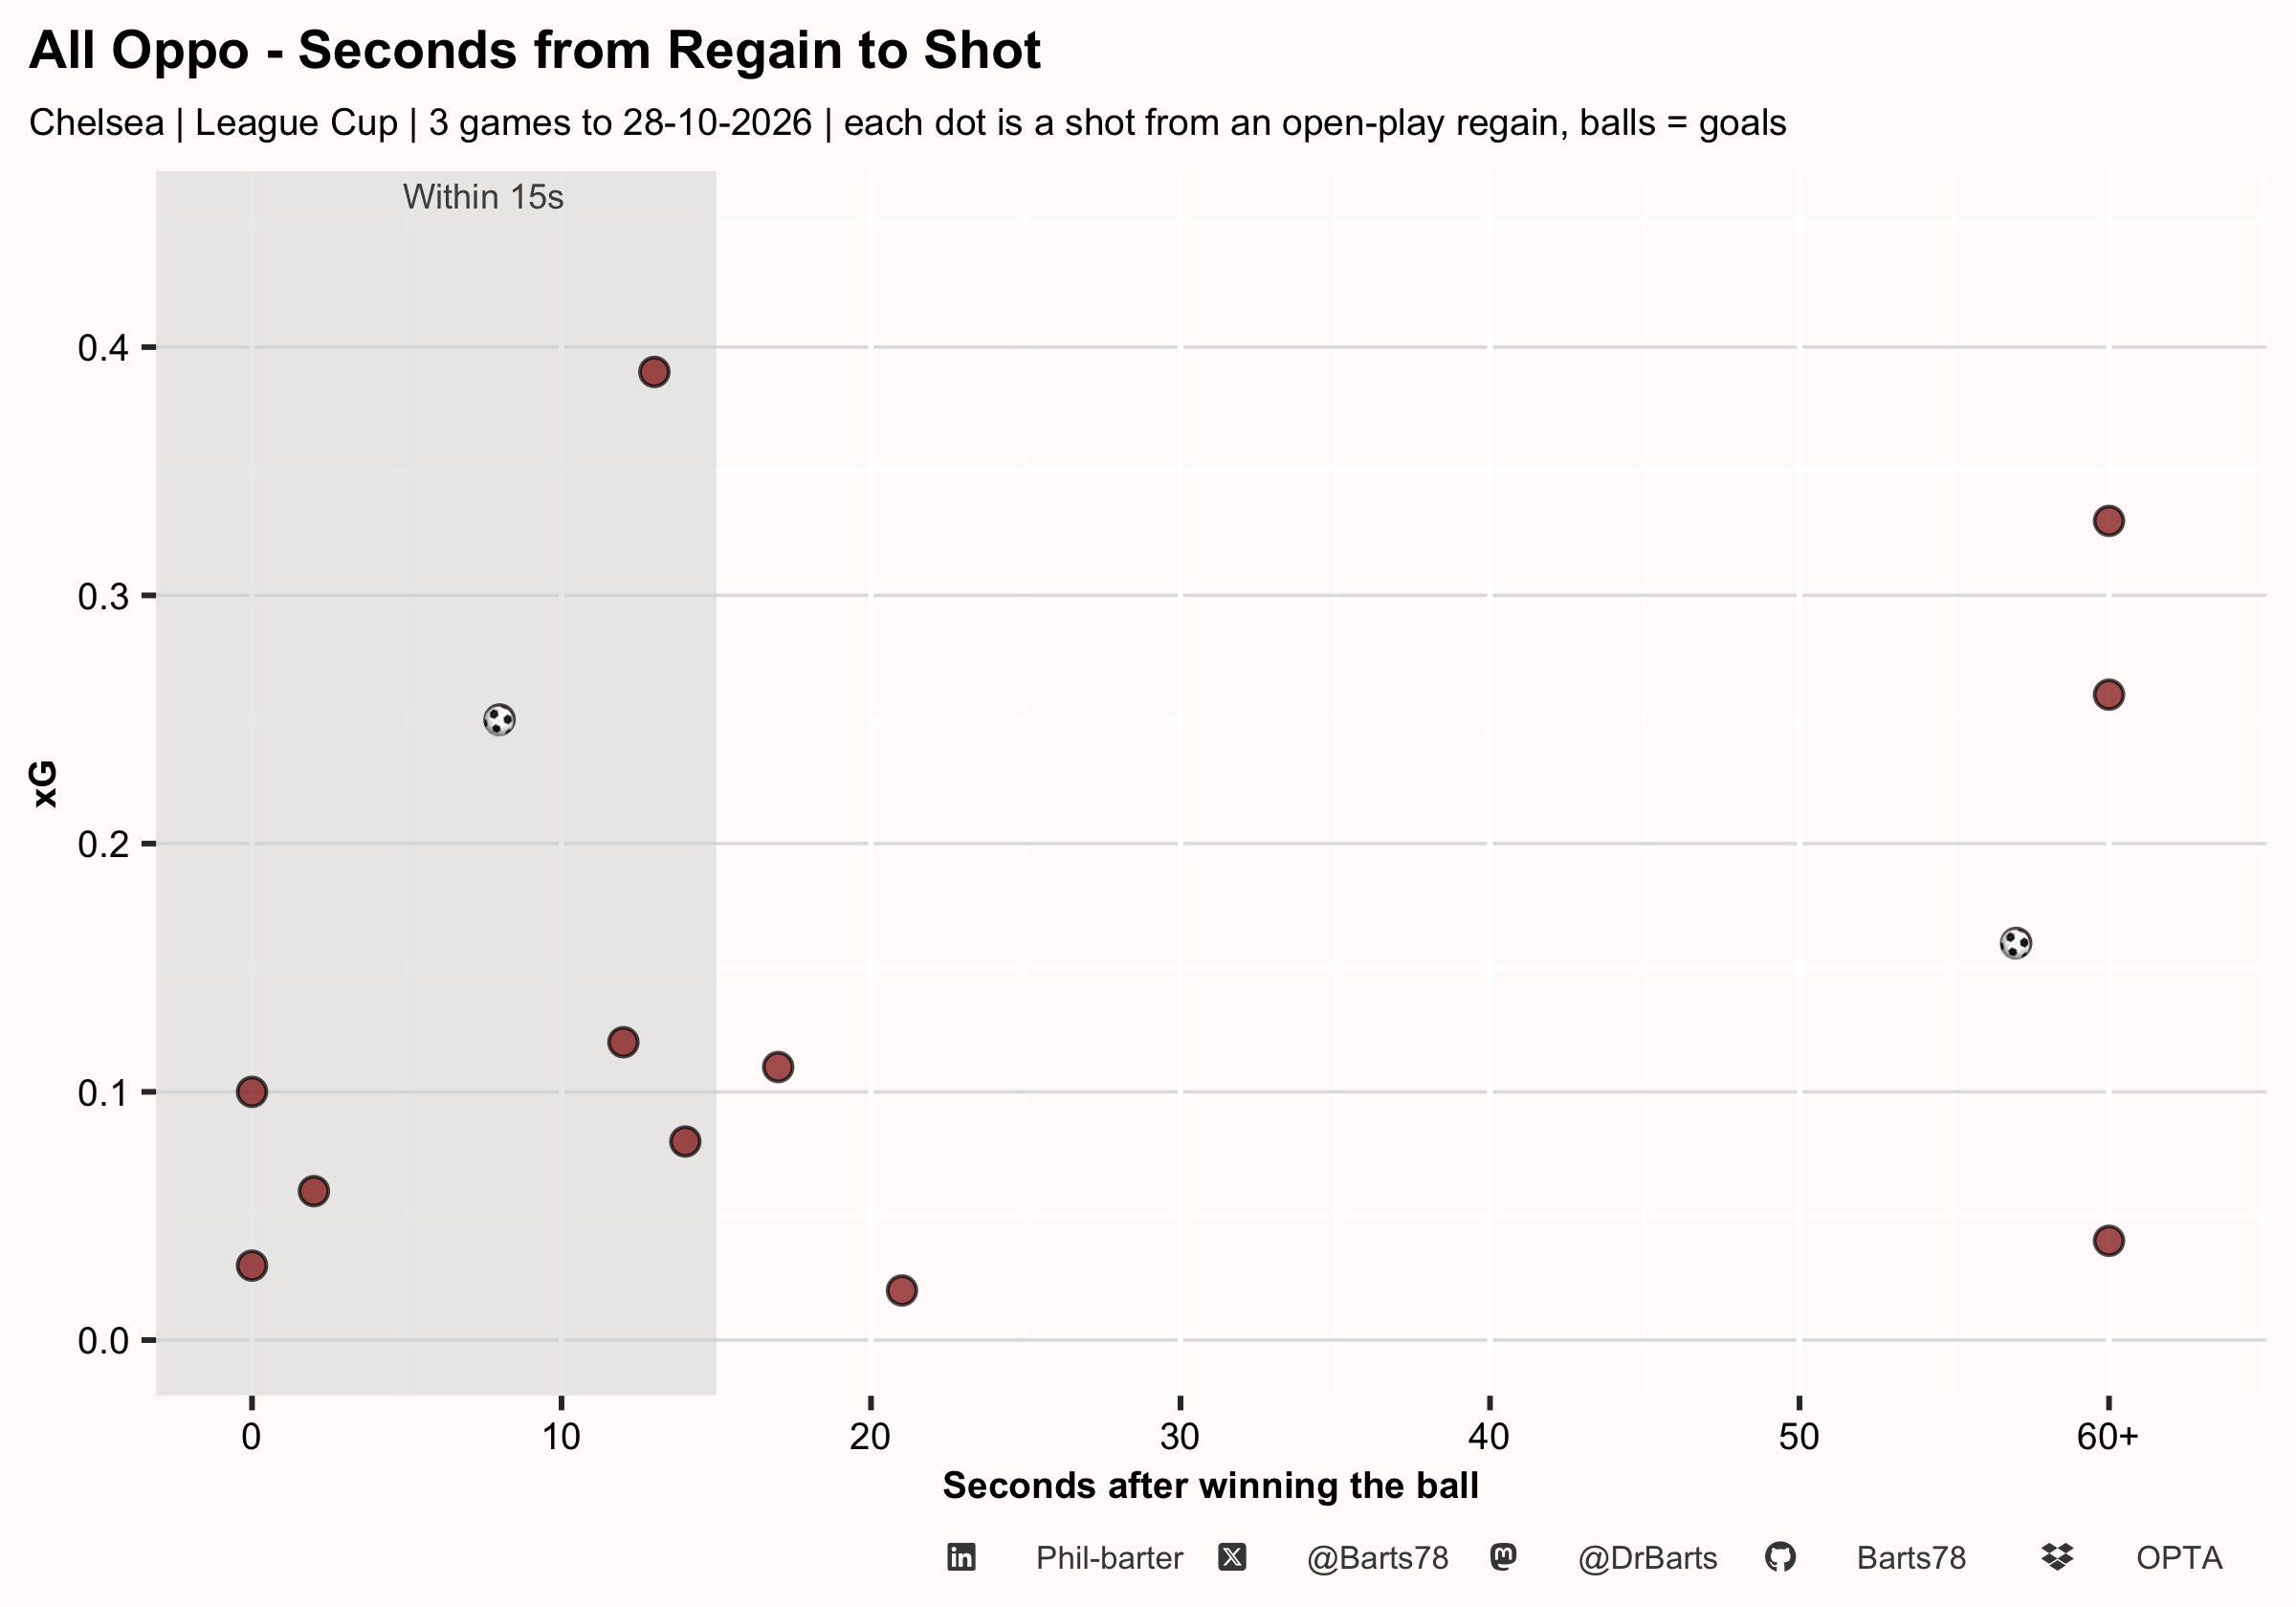 All Oppo - Seconds from Regain to Shot
Chelsea | League Cup | 3 games to 28-10-2026 | each dot is a shot from an open-play regain, balls = goals
Within 15s
0.4
0.3
0.2
0.1
0.0
xG
0 10 20 30 40 50 60+
Seconds after winning the ball
Phil-barter @Barts78 @DrBarts Barts78 OPTA